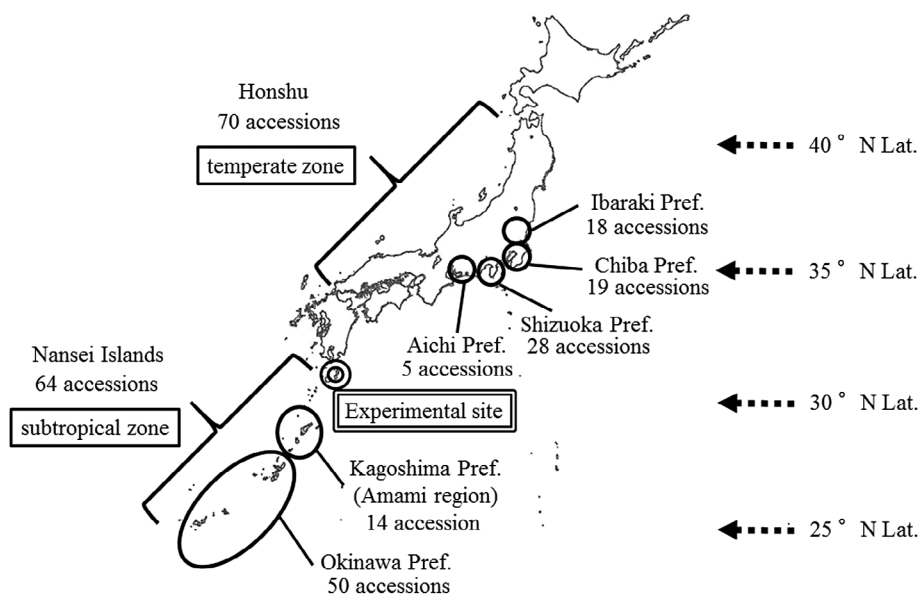 Honshu
70 accessions
temperate zone
40° N Lat.
Ibaraki Pref.
18 accessions
Chiba Pref.
19 accessions
35° N Lat.
Shizuoka Pref.
28 accessions
Aichi Pref.
5 accessions
Nansei Islands
64 accessions
subtropical zone
Experimental site
30° N Lat.
Kagoshima Pref.
(Amami region)
14 accession
25° N Lat.
Okinawa Pref.
50 accessions